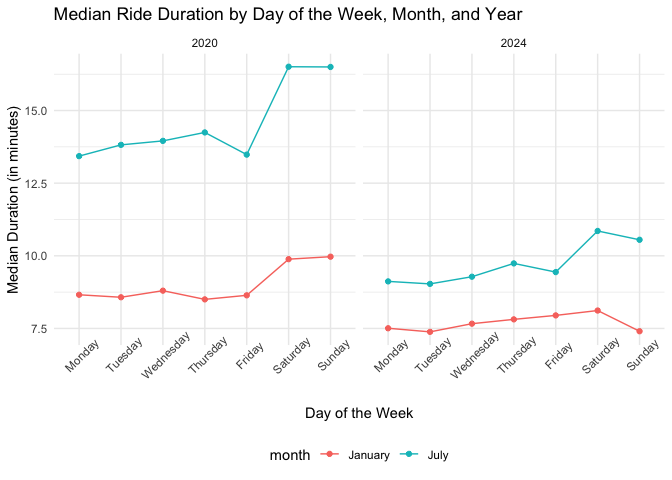 Median Ride Duration by Day of the Week, Month, and Year
2020
2024
Median Duration (in minutes)
15.0
12.5
10.0
7.5
Monday
Tuesday
Wednesday
Thursday
Friday
Saturday
Sunday
Monday
Tuesday
Wednesday
Thursday
Friday
Saturday
Sunday
Day of the Week
month
January
July